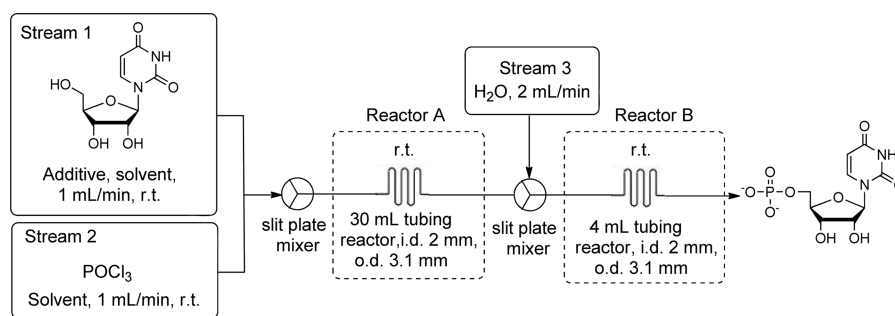 Stream 1
O
NH
HO
O
N
O
OH OH
Additive, solvent,
1 mL/min, r.t.
Stream 2
POCl3
Solvent, 1 mL/min, r.t.
slit plate
mixer
Reactor A
r.t.
30 mL tubing
reactor,i.d. 2 mm,
o.d. 3.1 mm
Stream 3
H2O, 2 mL/min
slit plate
mixer
Reactor B
r.t.
4 mL tubing
reactor, i.d. 2 mm,
o.d. 3.1 mm
O
NH
O
-O-P-O
O-
O
N
OH OH